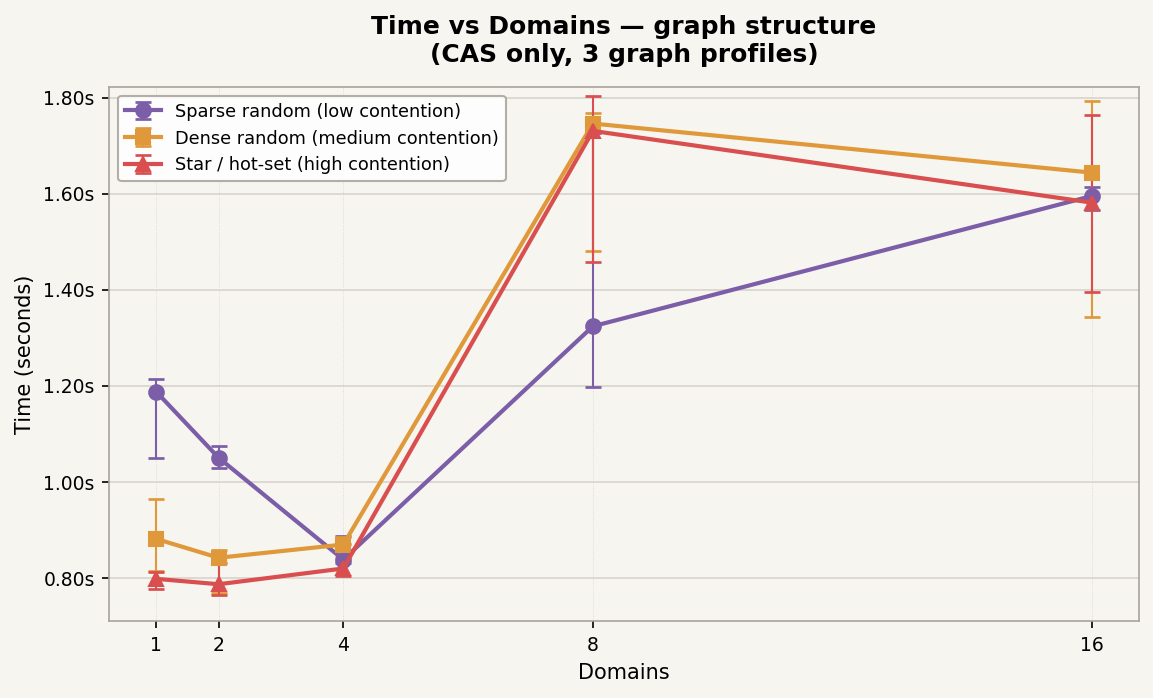 Time vs Domains — graph structure
(CAS only, 3 graph profiles)
Sparse random (low contention)
Dense random (medium contention)
Star / hot-set (high contention)
1.80s
1.60s
1.40s
1.20s
1.00s
0.80s
Time (seconds)
1 2 4 8 16
Domains